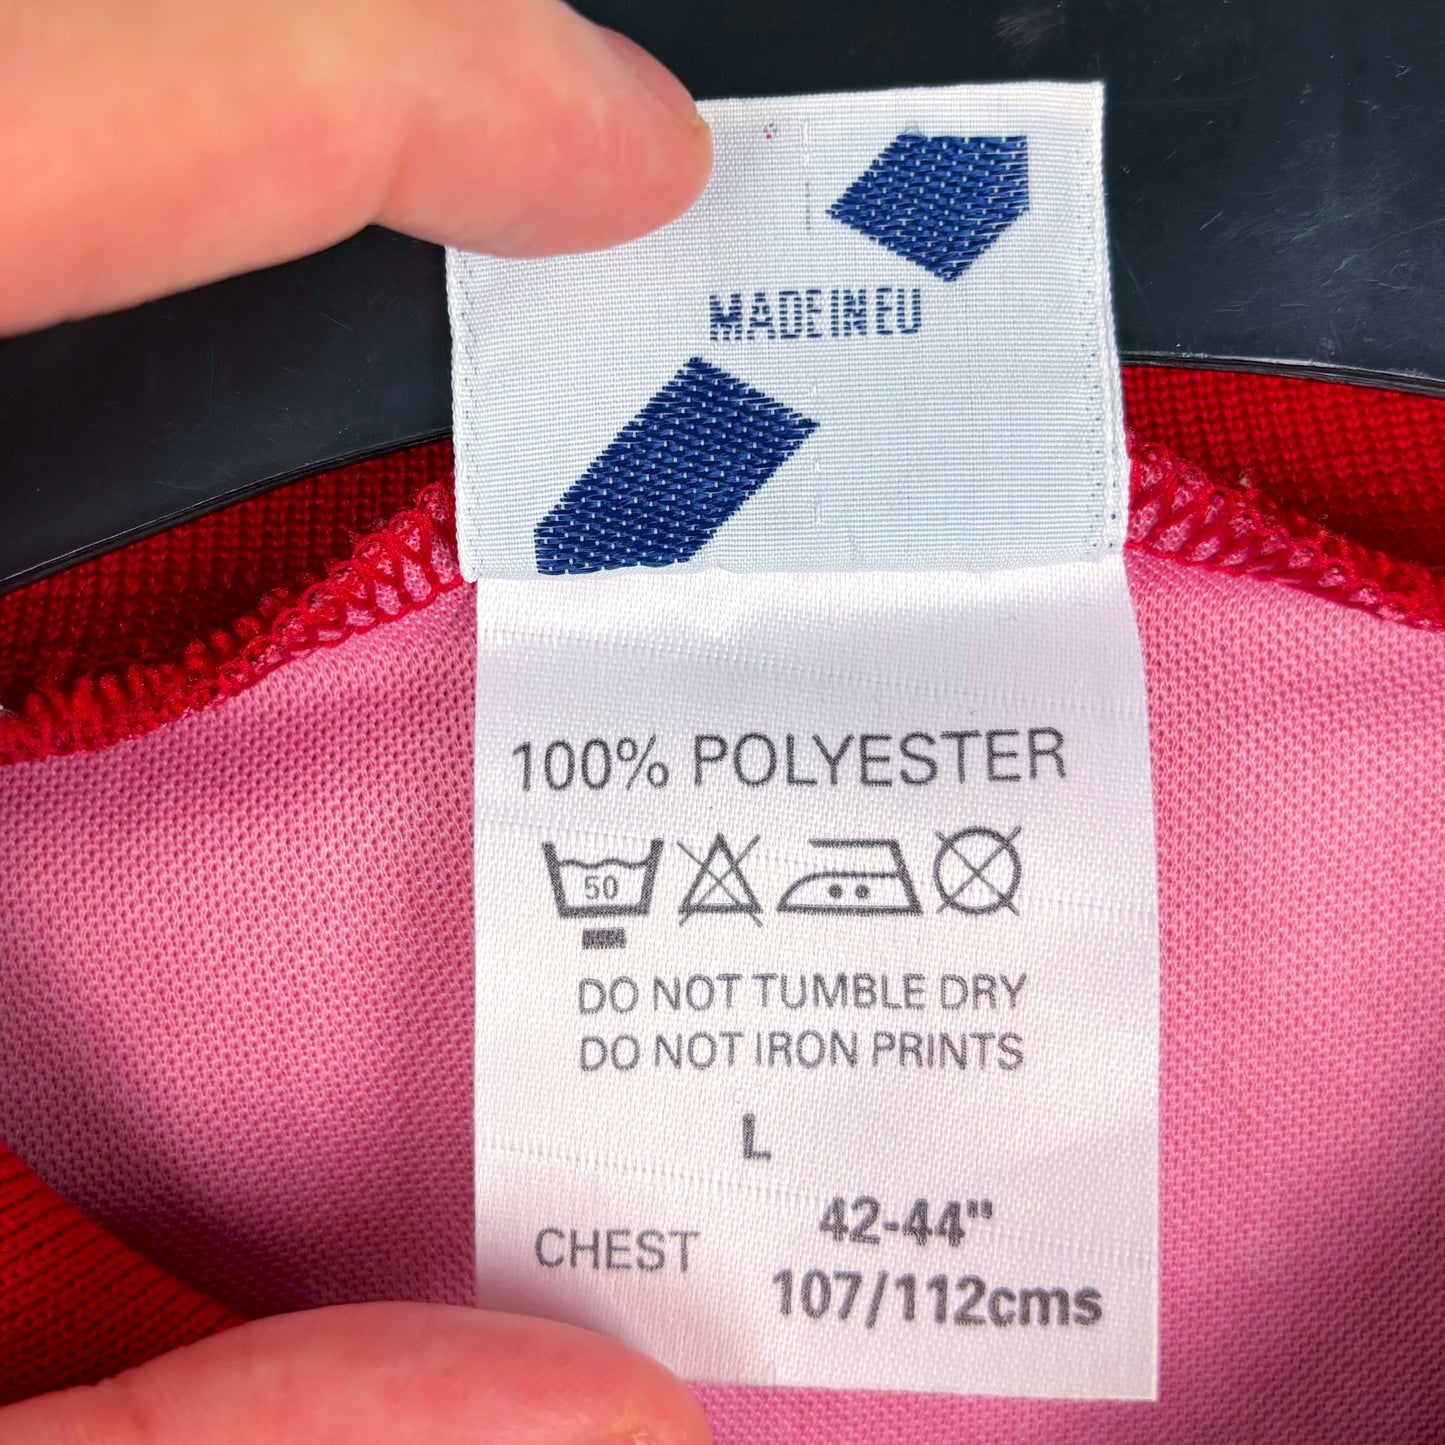 MADE IN EU
100% POLYESTER
50
DO NOT TUMBLE DRY
DO NOT IRON PRINTS
L
CHEST 42-44"
107/112cms